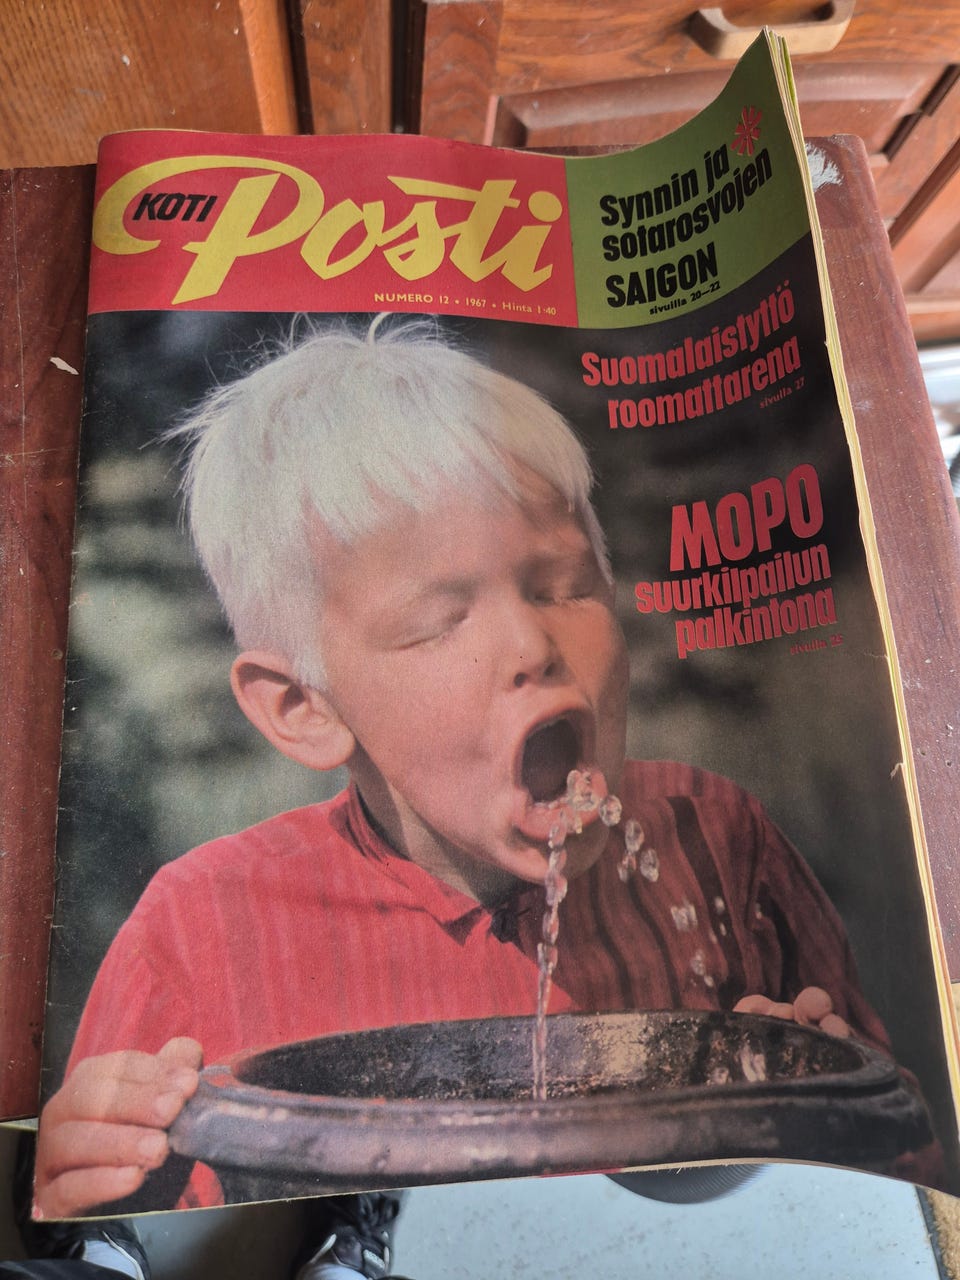 KOTI
Posti
NUMERO 12 • 1967 • Hinta 1:40
Synnin ja
sotarosvojen
SAIGON
sivuilla 20—22
Suomalaistyttö
roomattarena
sivulla 27
MOPO
suurkilpailun
palkintona
sivulla 25